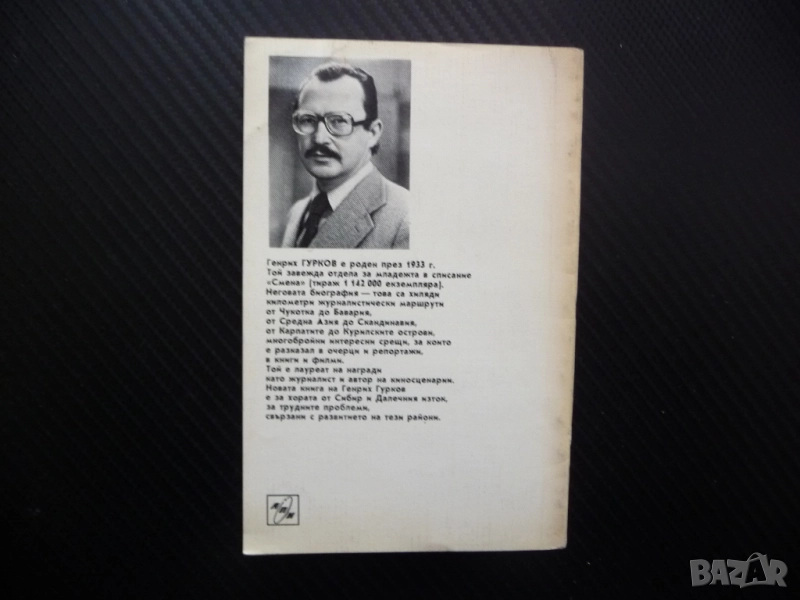 Генрих ГУРКОВ е роден през 1933 г.
Той завежда отдела за младежта в списание
«Смена» (тираж 1 142 000 екземпляра).
Неговата биография — това са хиляди
километри журналистически маршрути
от Чукотка до Бавария,
от Средна Азия до Скандинавия,
от Карпатите до Курилските острови,
многобройни интересни срещи, за които
е разказал в очерци и репортажи,
в книги и филми.
Той е лауреат на награди
като журналист и автор на киносценарии.
Новата книга на Генрих Гурков
е за хората от Сибир и Далечния изток,
за трудните проблеми,
свързани с развитието на тези райони.
BAZAR